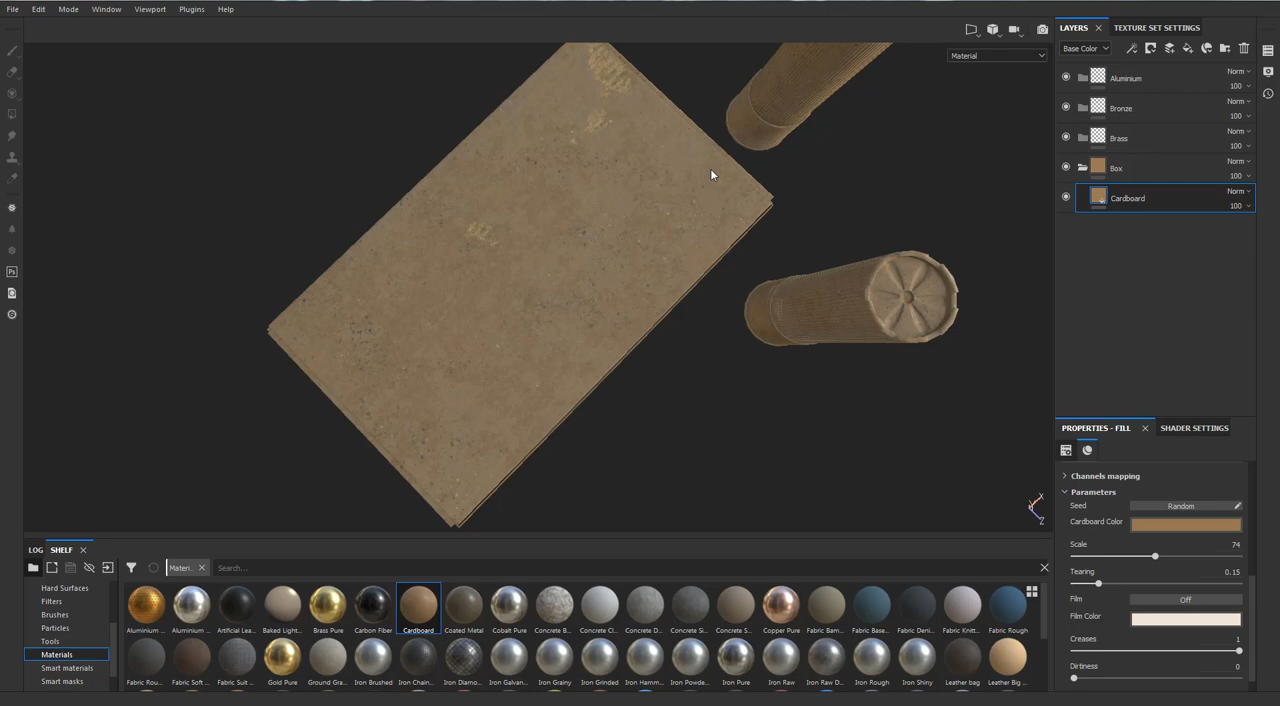 File Edit Mode Window Viewport Plugins Help
LAYERS TEXTURE SET SETTINGS
Base Color
Material
Aluminium Norm 100
Bronze Norm 100
Brass Norm 100
Box Norm 100
Cardboard Norm 100
Ps
PROPERTIES - FILL SHADER SETTINGS
Channels mapping
Parameters
Seed Random
Cardboard Color
Scale 74
Tearing 0.15
Film Off
Film Color
Creases 1
Dirtness 0
X
Y
Z
LOG SHELF
Materi... Search...
Hard Surfaces
Filters
Brushes
Particles
Tools
Materials
Smart materials
Smart masks
Aluminium ... Aluminium ... Artificial Lea... Baked Light... Brass Pure Carbon Fiber Cardboard Coated Metal Cobalt Pure Concrete B... Concrete Cl... Concrete D... Concrete Si... Concrete S... Copper Pure Fabric Bam... Fabric Base... Fabric Deni... Fabric Knitt... Fabric Rough
Fabric Rou... Fabric Soft ... Fabric Suit ... Gold Pure Ground Gra... Iron Brushed Iron Chain... Iron Diamo... Iron Galvan... Iron Grainy Iron Grinded Iron Hamm... Iron Powde... Iron Pure Iron Raw Iron Raw D... Iron Rough Iron Shiny Leather bag Leather Big ...